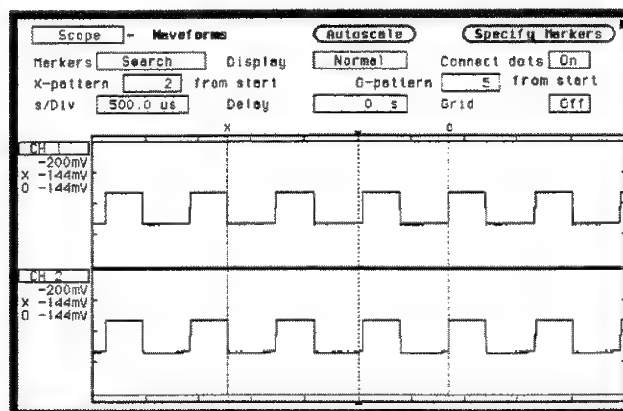 Scope - Waveforms Autoscale Specify Markers
Markers Search Display Normal Connect dots On
X-pattern 2 from start O-pattern 5 from start
s/Div 500.0 us Delay 0 s Grid Off
X O
CH 1
-200mV
X -144mV
O -144mV
CH 2
-200mV
X -144mV
O -144mV